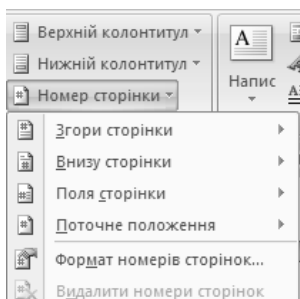 Верхній колонтитул
Нижній колонтитул
Номер сторінки
Напис
Згори сторінки
Внизу сторінки
Поля сторінки
Поточне положення
Формат номерів сторінок...
Видалити номери сторінок